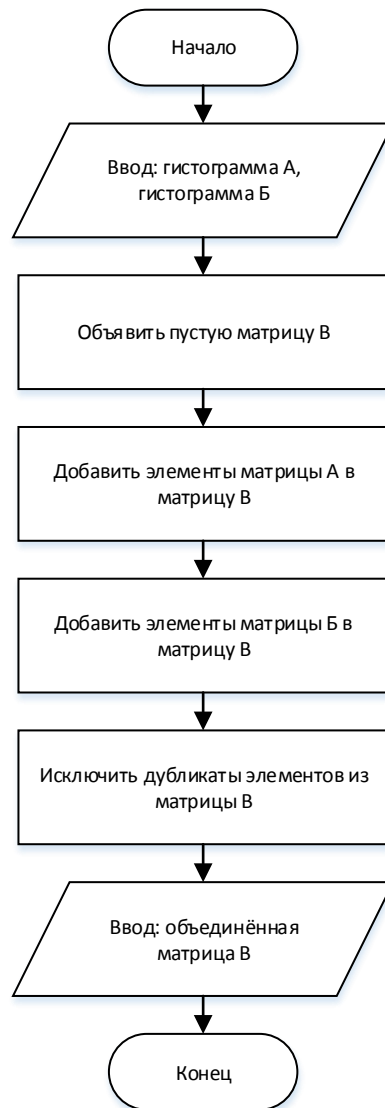 Начало
Ввод: гистограмма А,
гистограмма Б
Объявить пустую матрицу В
Добавить элементы матрицы А в
матрицу В
Добавить элементы матрицы Б в
матрицу В
Исключить дубликаты элементов из
матрицы В
Ввод: объединённая
матрица В
Конец